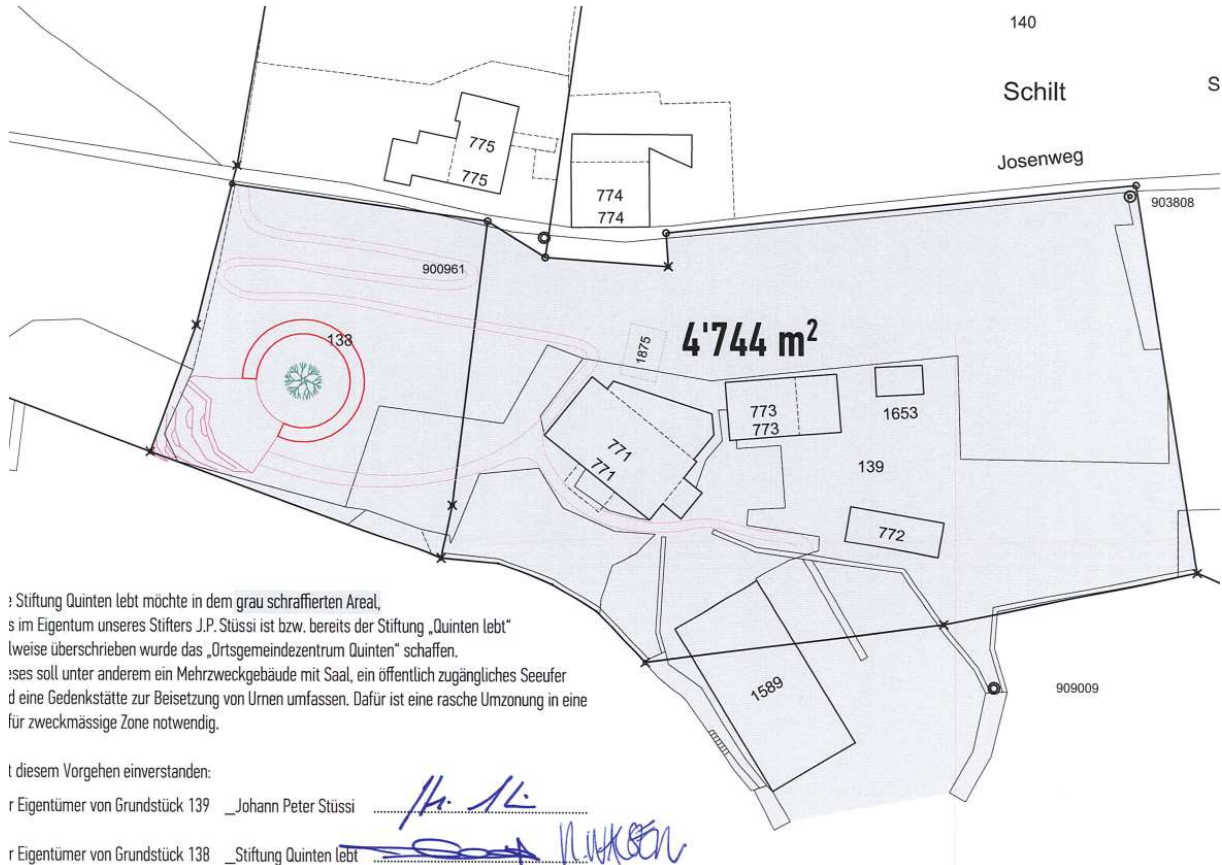 140
Schilt
S
Josenweg
775
775
774
774
903808
900961
138
1875
4'744 m²
773
773
1653
771
771
139
772
1589
909009
e Stiftung Quinten lebt möchte in dem grau schraffierten Areal,
s im Eigentum unseres Stifters J.P. Stüssi ist bzw. bereits der Stiftung „Quinten lebt“
lweise überschrieben wurde das „Ortsgemeindezentrum Quinten“ schaffen.
eses soll unter anderem ein Mehrzweckgebäude mit Saal, ein öffentlich zugängliches Seeufer
d eine Gedenkstätte zur Beisetzung von Urnen umfassen. Dafür ist eine rasche Umzonung in eine
für zweckmässige Zone notwendig.
t diesem Vorgehen einverstanden:
r Eigentümer von Grundstück 139 _Johann Peter Stüssi
r Eigentümer von Grundstück 138 _Stiftung Quinten lebt